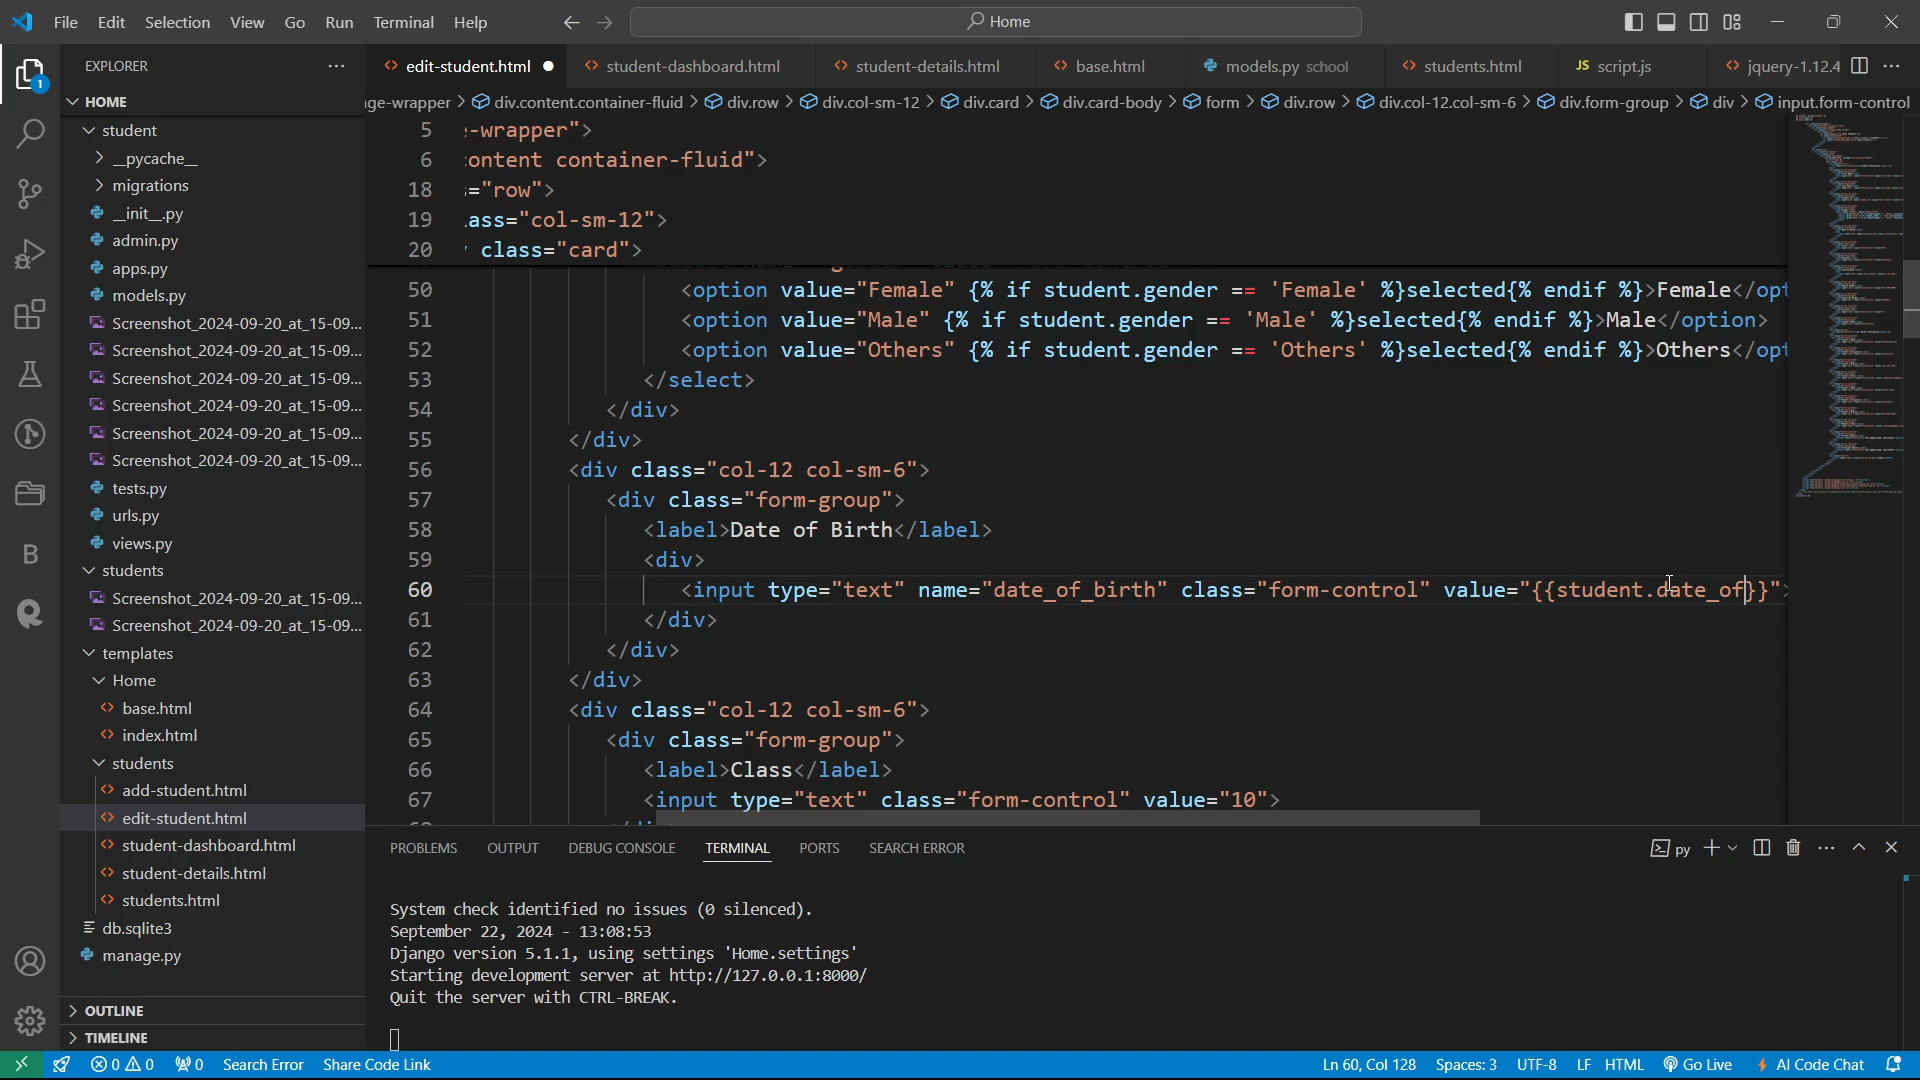 File Edit Selection View Go Run Terminal Help
Home
EXPLORER
edit-student.html
student-dashboard.html
student-details.html
base.html
models.py school
students.html
JS script.js
jquery-1.12.4
HOME
ge-wrapper > div.content.container-fluid > div.row > div.col-sm-12 > div.card > div.card-body > form > div.row > div.col-12.col-sm-6 > div.form-group > div > input.form-control
student
__pycache__
migrations
__init__.py
admin.py
apps.py
models.py
Screenshot_2024-09-20_at_15-09...
Screenshot_2024-09-20_at_15-09...
Screenshot_2024-09-20_at_15-09...
Screenshot_2024-09-20_at_15-09...
Screenshot_2024-09-20_at_15-09...
Screenshot_2024-09-20_at_15-09...
tests.py
urls.py
views.py
students
Screenshot_2024-09-20_at_15-09...
Screenshot_2024-09-20_at_15-09...
templates
Home
base.html
index.html
students
add-student.html
edit-student.html
student-dashboard.html
student-details.html
students.html
db.sqlite3
manage.py
OUTLINE
TIMELINE
5 -wrapper">
6 ontent container-fluid">
18 ="row">
19 ass="col-sm-12">
20 class="card">
50 <option value="Female" {% if student.gender == 'Female' %}selected{% endif %}>Female</opt
51 <option value="Male" {% if student.gender == 'Male' %}selected{% endif %}>Male</option>
52 <option value="Others" {% if student.gender == 'Others' %}selected{% endif %}>Others</opt
53 </select>
54 </div>
55 </div>
56 <div class="col-12 col-sm-6">
57 <div class="form-group">
58 <label>Date of Birth</label>
59 <div>
60 <input type="text" name="date_of_birth" class="form-control" value="{{student.date_of}}">
61 </div>
62 </div>
63 </div>
64 <div class="col-12 col-sm-6">
65 <div class="form-group">
66 <label>Class</label>
67 <input type="text" class="form-control" value="10">
PROBLEMS OUTPUT DEBUG CONSOLE TERMINAL PORTS SEARCH ERROR
py
System check identified no issues (0 silenced).
September 22, 2024 - 13:08:53
Django version 5.1.1, using settings 'Home.settings'
Starting development server at http://127.0.0.1:8000/
Quit the server with CTRL-BREAK.
0 0 0 Search Error Share Code Link
Ln 60, Col 128 Spaces: 3 UTF-8 LF HTML Go Live AI Code Chat